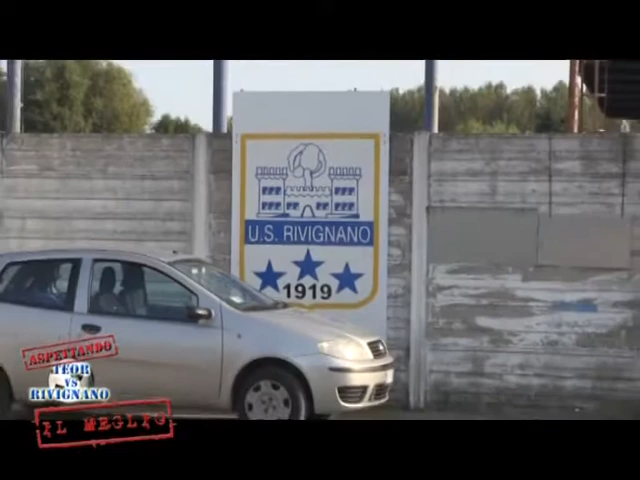 U.S. RIVIGNANO
1919
ASPETTANDO
TEOR
VS
RIVIGNANO
IL MEGLIO